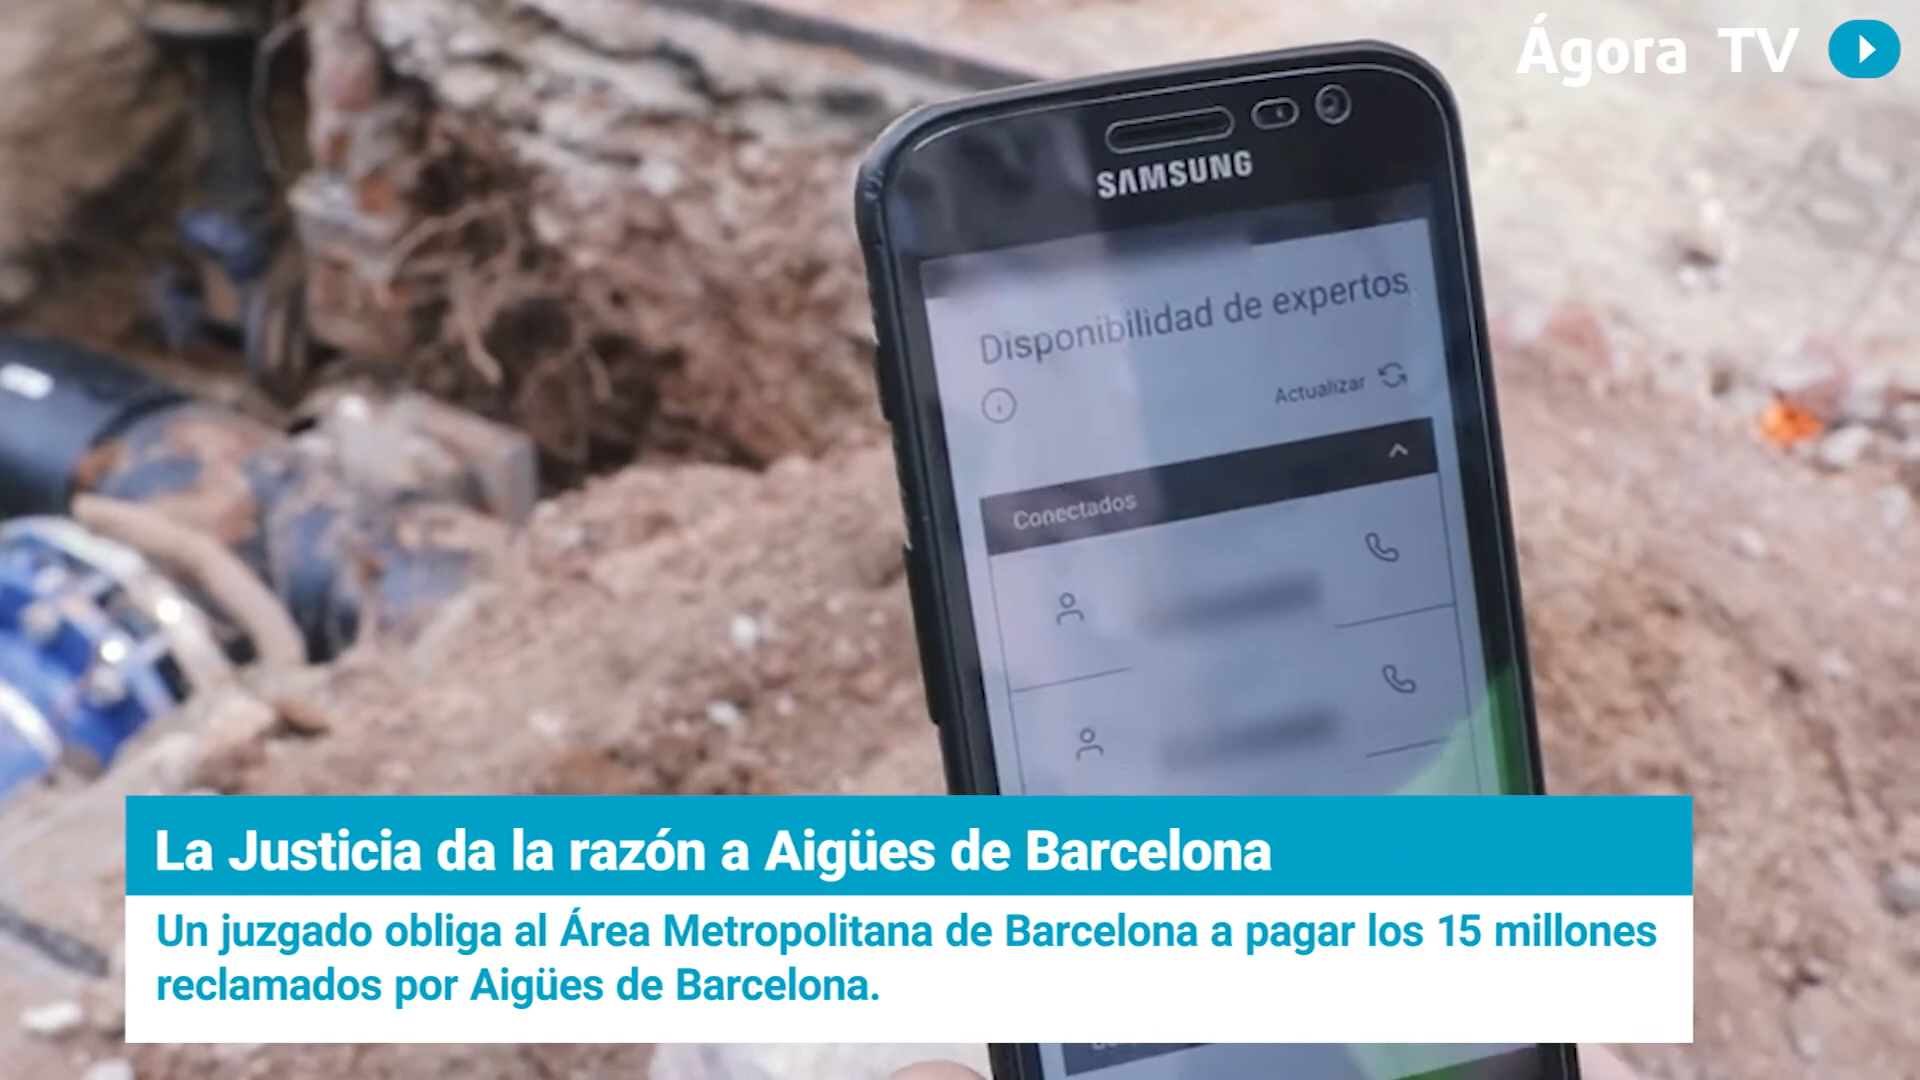 Ágora TV
SAMSUNG
Disponibilidad de expertos
Actualizar
Conectados
La Justicia da la razón a Aigües de Barcelona
Un juzgado obliga al Área Metropolitana de Barcelona a pagar los 15 millones
reclamados por Aigües de Barcelona.